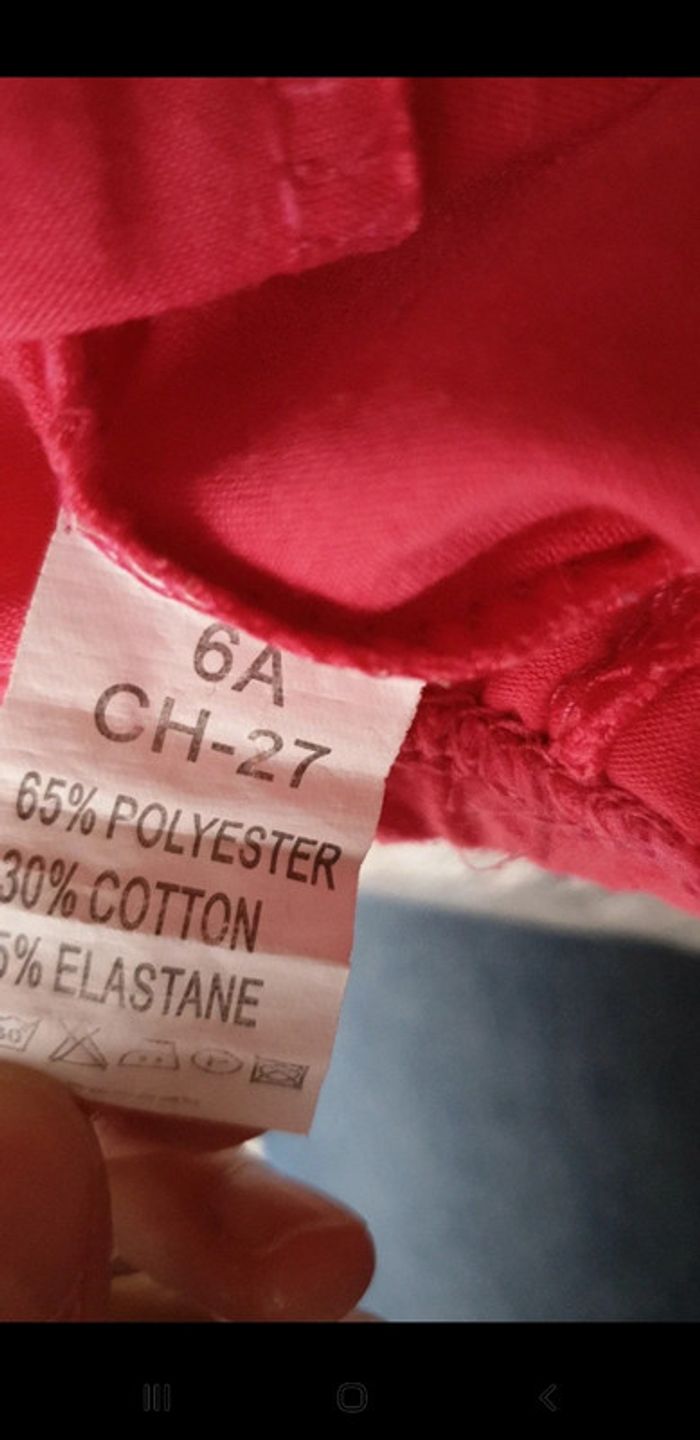 6A
CH-27
65% POLYESTER
30% COTTON
5% ELASTANE